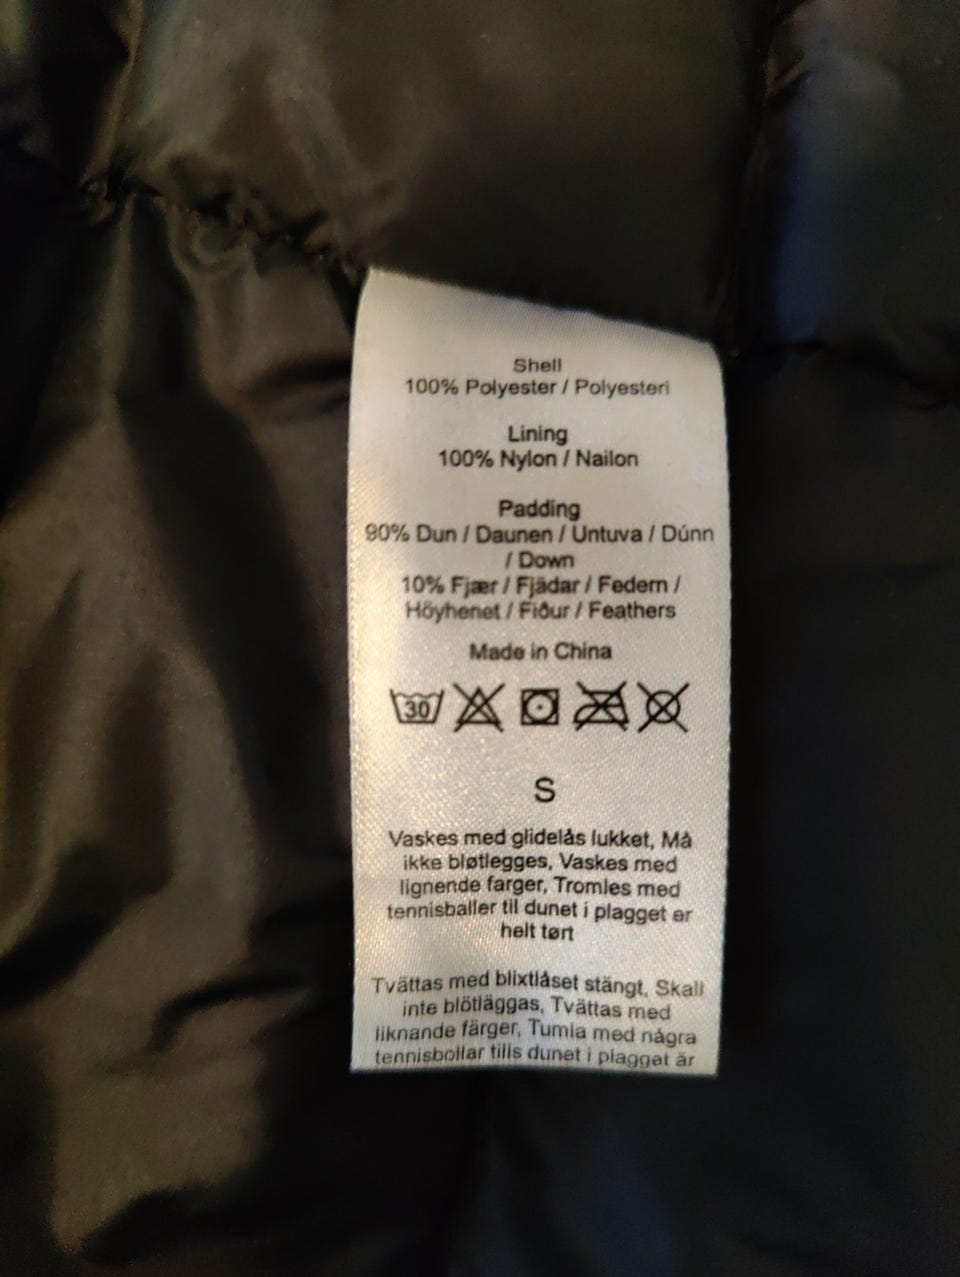 Shell
100% Polyester / Polyesteri
Lining
100% Nylon / Nailon
Padding
90% Dun / Daunen / Untuva / Dúnn
/ Down
10% Fjær / Fjädar / Federn /
Höyhenet / Fiður / Feathers
Made in China
30
S
Vaskes med glidelås lukket, Må
ikke bløtlegges, Vaskes med
lignende farger, Tromles med
tennisballer til dunet i plagget er
helt tørt
Tvättas med blixtlåset stängt, Skall
inte blötläggas, Tvättas med
liknande färger, Tumla med några
tennisbollar tills dunet i plagget är